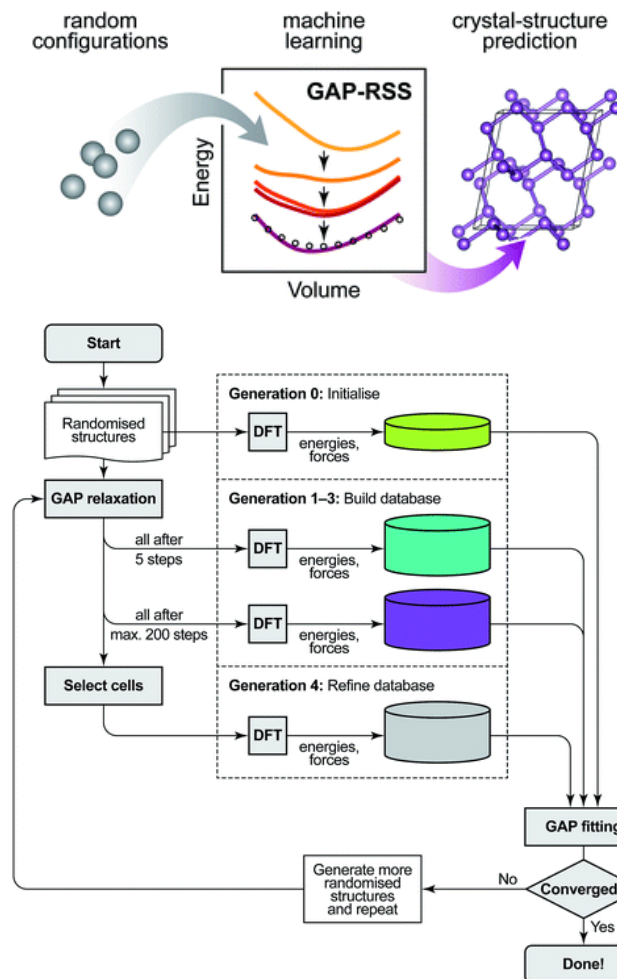 random
configurations
machine
learning
crystal-structure
prediction
GAP-RSS
Energy
Volume
Start
Randomised
structures
Generation 0: Initialise
DFT
energies,
forces
GAP relaxation
Generation 1–3: Build database
all after
5 steps
DFT
energies,
forces
all after
max. 200 steps
DFT
energies,
forces
Select cells
Generation 4: Refine database
DFT
energies,
forces
GAP fitting
Generate more
randomised
structures
and repeat
No
Converged
Yes
Done!